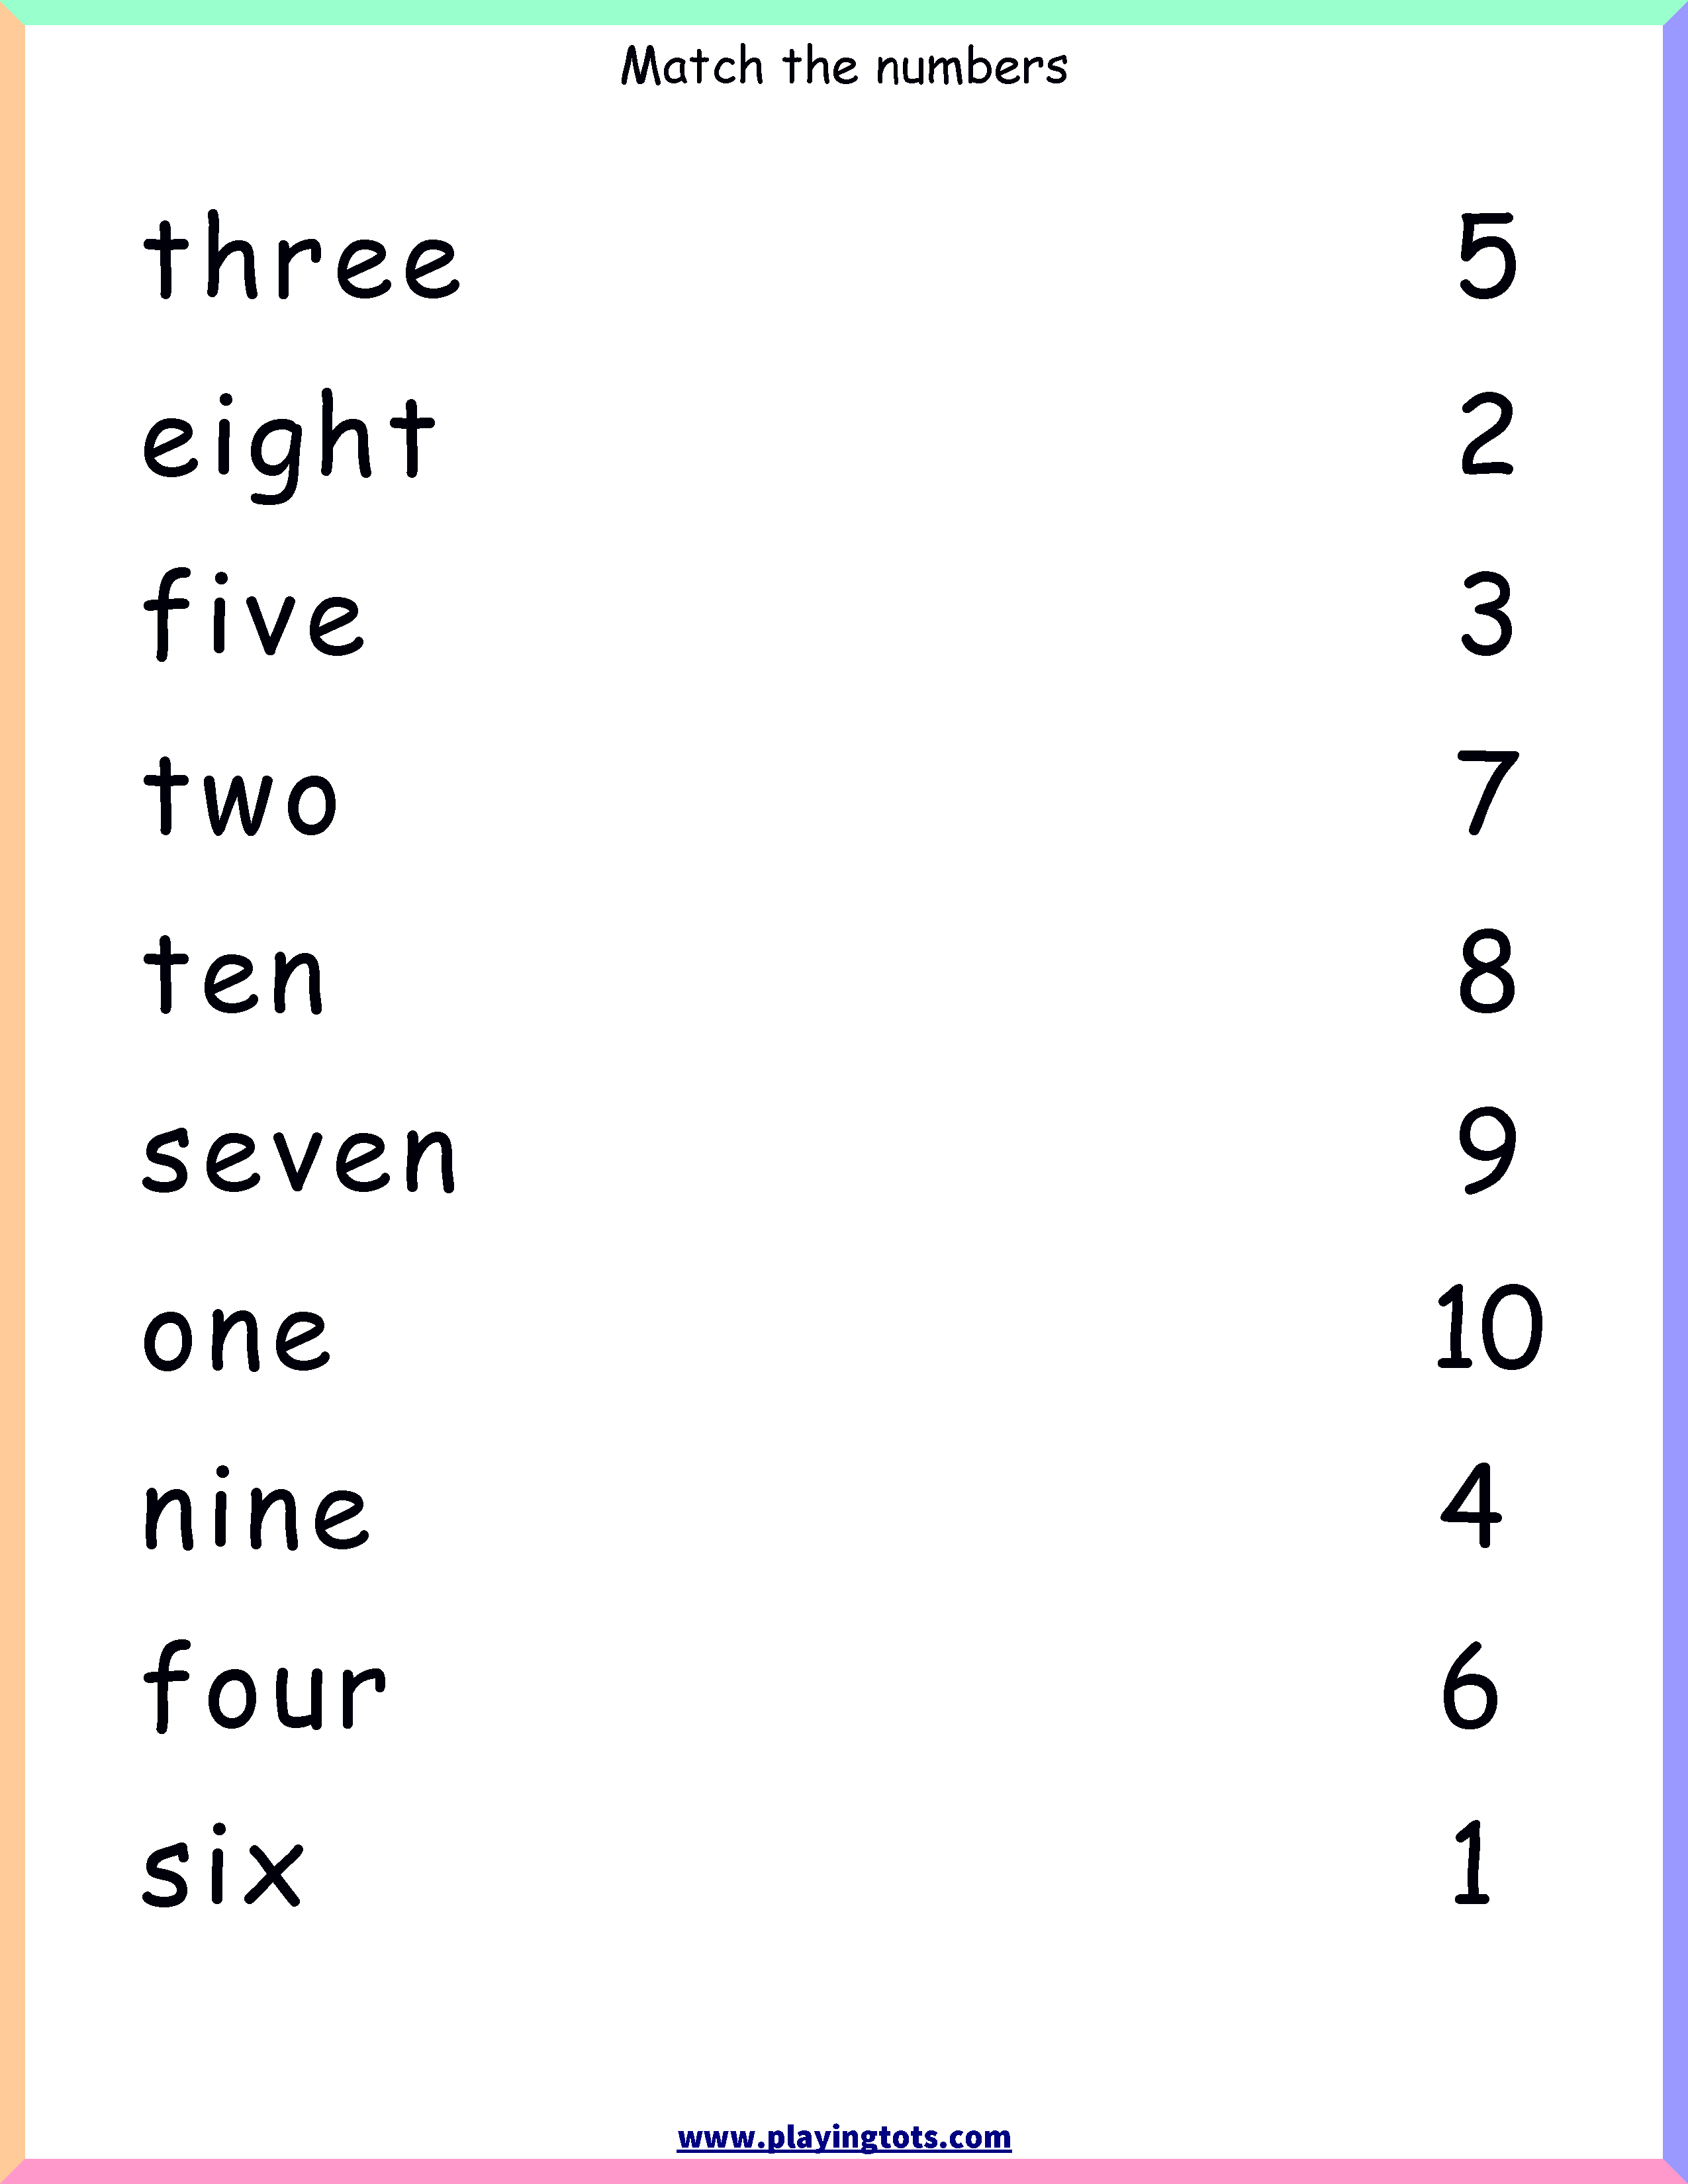 Match the numbers
three 5
eight 2
five 3
two 7
ten 8
seven 9
one 10
nine 4
four 6
six 1
www.playingtots.com